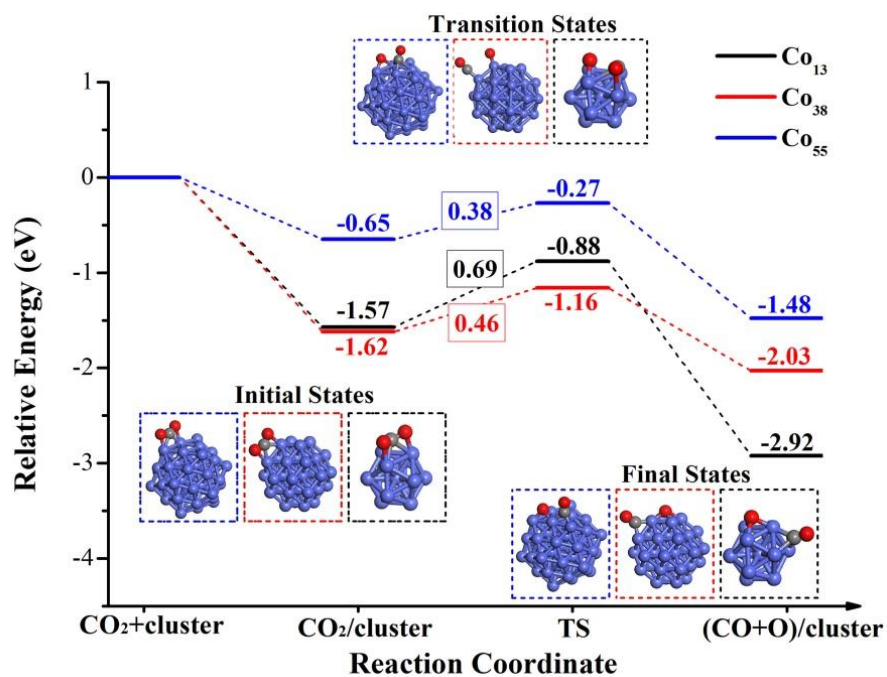 Transition States
Co₁₃
Co₃₈
Co₅₅
1
0
-1
-2
-3
-4
Relative Energy (eV)
-0.65
0.38
-0.27
-1.57
0.69
-0.88
-1.62
0.46
-1.16
-1.48
-2.03
-2.92
Initial States
Final States
CO₂+cluster
CO₂/cluster
TS
(CO+O)/cluster
Reaction Coordinate